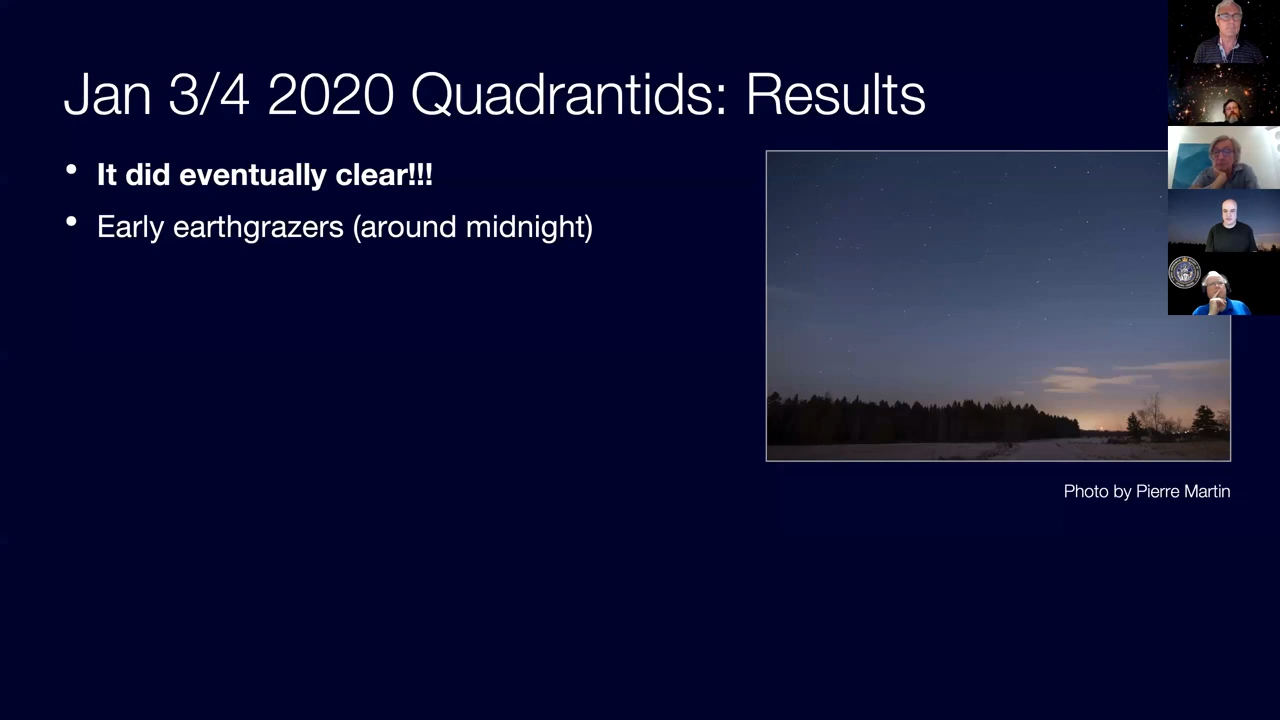 Jan 3/4 2020 Quadrantids: Results
• It did eventually clear!!!
• Early earthgrazers (around midnight)
Photo by Pierre Martin